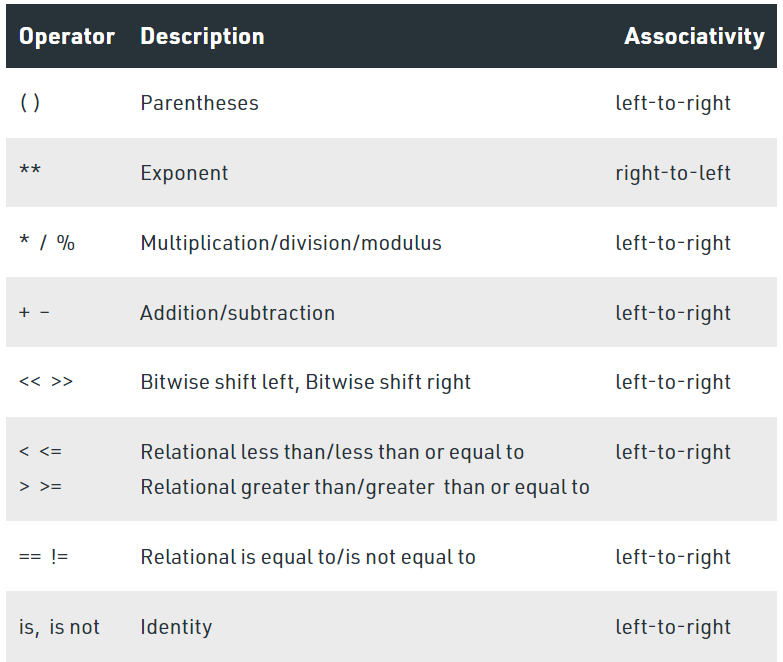 Operator Description Associativity
( ) Parentheses left-to-right
** Exponent right-to-left
* / % Multiplication/division/modulus left-to-right
+ − Addition/subtraction left-to-right
<< >> Bitwise shift left, Bitwise shift right left-to-right
< <= Relational less than/less than or equal to left-to-right
> >= Relational greater than/greater than or equal to
== != Relational is equal to/is not equal to left-to-right
is, is not Identity left-to-right